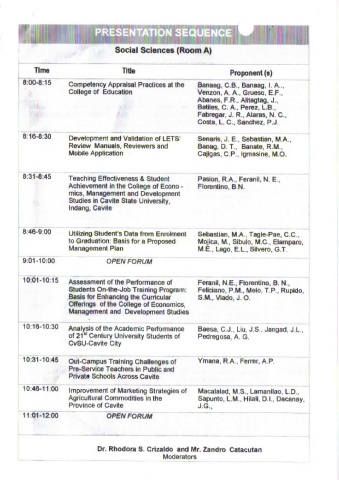 PRESENTATION SEQUENCE
Social Sciences (Room A)
Time Title Proponent (s)
8:00-8:15 Competency Appraisal Practices at the Banaag, C.B., Banaag, I. A.,
College of Education Venzon, A. A., Grueso, E.F.,
Abanes, F.R., Alitagtag, J.,
Batiles, C. A., Perez, L.B.,
Fabregar, J. R., Alaras, N. C.,
Costa, L. C., Sanchez, P.J.
8:16-8:30 Development and Validation of LETS' Senaris, J. E., Sebastian, M.A.,
Review Manuals, Reviewers and Banag, D. T., Banate, R.M.,
Mobile Application Cajigas, C.P., Igmasine, M.O.
8:31-8:45 Teaching Effectiveness & Student Pasion, R.A., Feranil, N. E.,
Achievement in the College of Econo - Florentino, B.N.
mics, Management and Development
Studies in Cavite State University,
Indang, Cavite
8:46-9:00 Utilizing Student's Data from Enrolment Sebastian, M.A., Tagle-Pae, C.C.,
to Graduation: Basis for a Proposed Mojica, M., Sibulo, M.C., Elamparo,
Management Plan M.E., Lago, E.L., Silvero, G.T.
9:01-10:00 OPEN FORUM
10:01-10:15 Assessment of the Performance of Feranil, N.E., Florentino, B. N.,
Students On-the-Job Training Program: Feliciano, P.M., Melo, T.P., Rupido,
Basis for Enhancing the Curricular S.M., Viado, J. O.
Offerings of the College of Economics,
Management and Development Studies
10:16-10:30 Analysis of the Academic Performance Baesa, C.J., Liu, J.S., Jangad, J.L.,
of 21st Century University Students of Pedregosa, A. G.
CvSU-Cavite City
10:31-10:45 Out-Campus Training Challenges of Ymana, R.A., Ferrer, A.P.
Pre-Service Teachers in Public and
Private Schools Across Cavite
10:46-11:00 Improvement of Marketing Strategies of Macalalad, M.S., Lamanilao, L.D.,
Agricultural Commodities in the Sapunto, L.M., Hilali, D.I., Dacanay,
Province of Cavite J.G.,
11:01-12:00 OPEN FORUM
Dr. Rhodora S. Crizaldo and Mr. Zandro Catacutan
Moderators